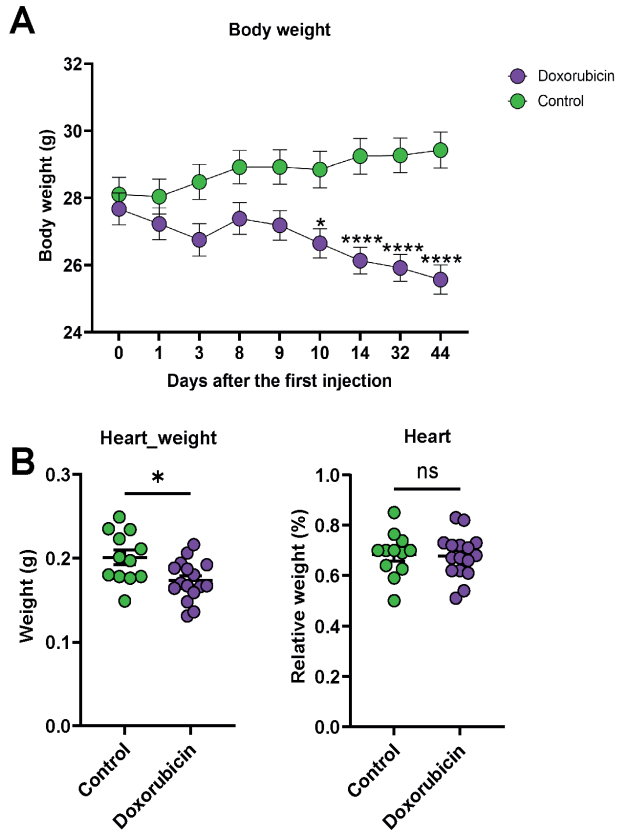 A
Body weight
Doxorubicin
Control
Body weight (g)
32
30
28
26
24
*
****
****
****
0 1 3 8 9 10 14 32 44
Days after the first injection
B
Heart_weight
*
Weight (g)
0.3
0.2
0.1
0.0
Control
Doxorubicin
Heart
ns
Relative weight (%)
1.0
0.8
0.6
0.4
0.2
0.0
Control
Doxorubicin